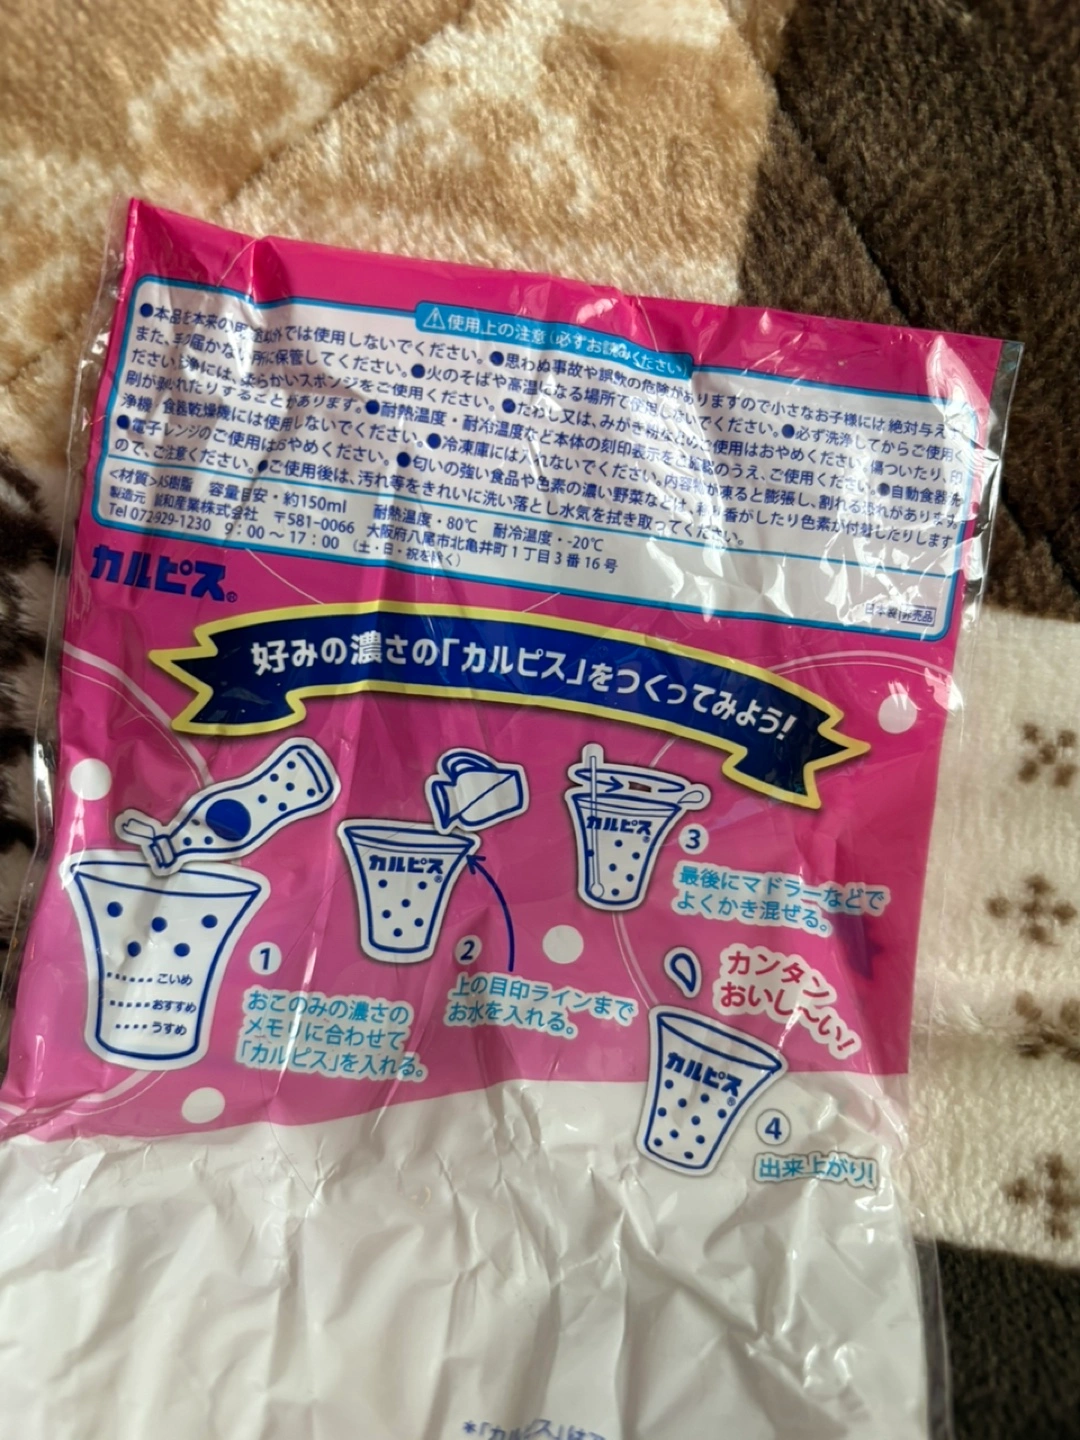 ⚠使用上の注意(必ずお読みください)
●本品を本来の用途以外では使用しないでください。●思わぬ事故や誤飲の危険がありますので小さなお子様には絶対与え
また、手の届かない所に保管してください。●火のそばや高温になる場所で使用しないでください。●必ず洗浄してからご使用く
ださい 洗浄には、柔らかいスポンジをご使用ください。●たわし又は、みがき粉などのご使用はおやめください。傷ついたり、印
刷が剥れたりすることがあります。●耐熱温度・耐冷温度など本体の刻印表示をご確認のうえ、ご使用ください。●自動食器洗
浄機・食器乾燥機には使用しないでください。●冷凍庫には入れないでください。内容物が凍ると膨張し、割れる恐れがあります。
●電子レンジのご使用はおやめください。●匂いの強い食品や色素の濃い野菜などは、香りがしたり色素が付着したりします
ので、ご注意ください。●ご使用後は、汚れ等をきれいに洗い落とし水気を拭き取ってください。
<材質>AS樹脂 容量目安・約150ml 耐熱温度・80℃ 耐冷温度・-20℃
製造元 和産業株式会社 〒581-0066 大阪府八尾市北亀井町1丁目3番16号
Tel 072-929-1230 9：00～17：00 (土・日・祝を除く)
日本製 非売品
カルピス®
好みの濃さの「カルピス」をつくってみよう!
こいめ
おすすめ
うすめ
①
おこのみの濃さの
メモリに合わせて
「カルピス」を入れる。
カルピス®
②
上の目印ラインまで
お水を入れる。
カルピス®
③
最後にマドラーなどで
よくかき混ぜる。
カンタン
おいし〜い!
カルピス®
④
出来上がり!
*「カルピス」は